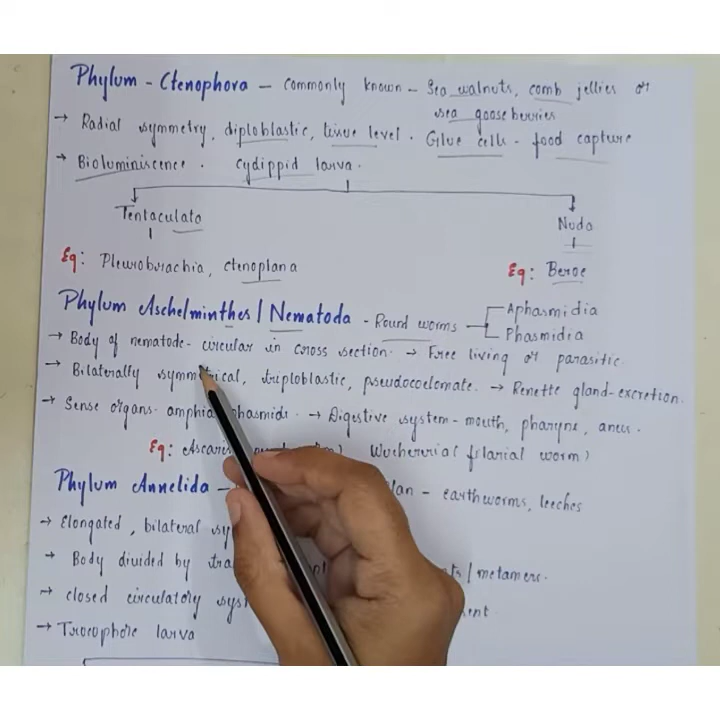 Phylum - Ctenophora - commonly known - Sea walnuts, comb jellies or
sea gooseberries
→ Radial symmetry, diploblastic, tissue level. Glue cells - food capture
→ Bioluminiscence. cydippid larva.
Tentaculata
Nuda
Eg: Pleurobrachia, ctenoplana
Eg: Beroe
Phylum Aschelminthes / Nematoda - Round worms
Aphasmidia
Phasmidia
→ Body of nematode - circular in cross section. → Free living or parasitic.
→ Bilaterally symmetrical, triploblastic, pseudocoelomate. → Renette gland-excretion.
→ Sense organs. amphid phasmids. → Digestive system - mouth, pharynx, anus.
Eg: Ascaris Wuchereria (filarial worm)
Phylum Annelida - - earthworms, leeches
→ Elongated, bilateral
→ Body divided by / metamers.
→ closed circulatory
→ Trocophore larva